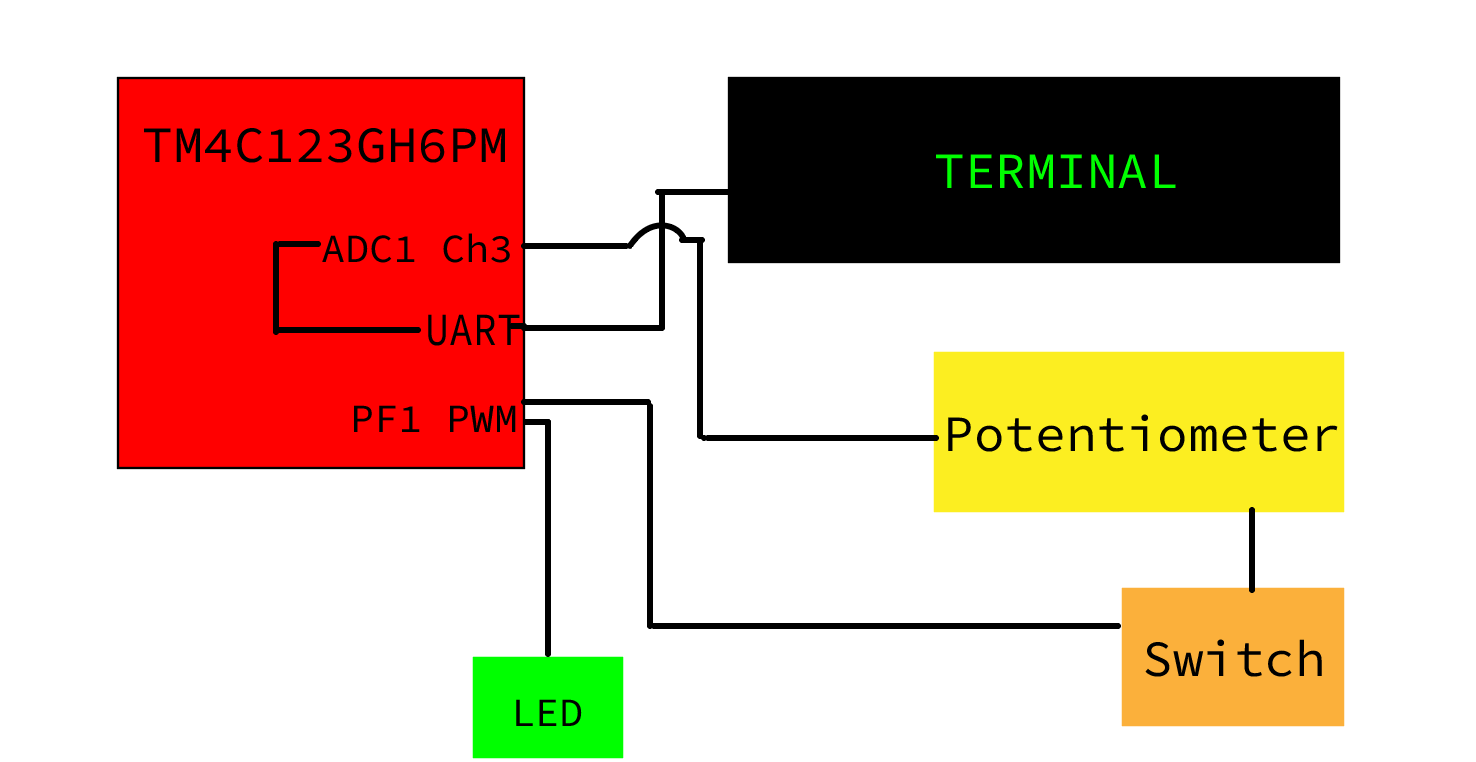 TM4C123GH6PM
TERMINAL
ADC1 Ch3
UART
PF1 PWM
Potentiometer
Switch
LED